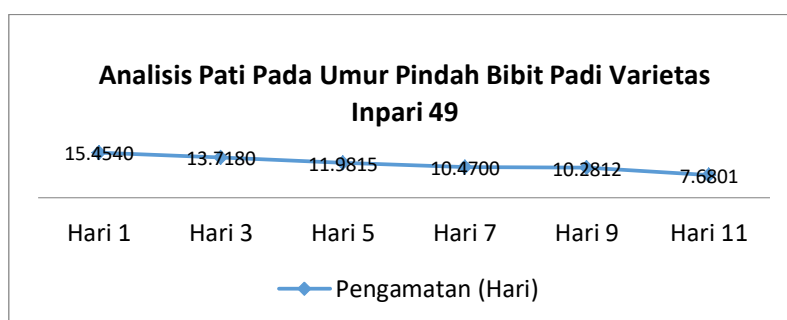 Analisis Pati Pada Umur Pindah Bibit Padi Varietas
Inpari 49
15.4540 13.7180 11.9815 10.4700 10.2812 7.6801
Hari 1 Hari 3 Hari 5 Hari 7 Hari 9 Hari 11
Pengamatan (Hari)